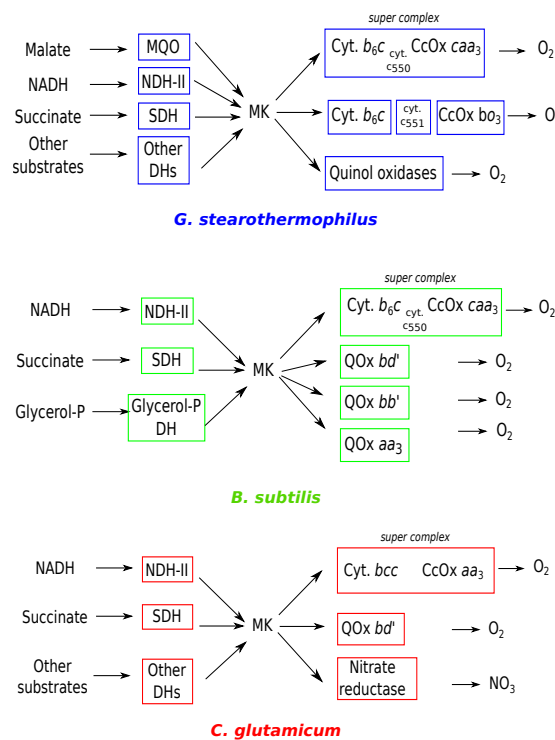 super complex
Malate MQO Cyt. b6c cyt. c550 CcOx caa3 O2
NADH NDH-II
Succinate SDH MK Cyt. b6c cyt. c551 CcOx bo3 O
Other substrates Other DHs Quinol oxidases O2
G. stearothermophilus
super complex
NADH NDH-II Cyt. b6c cyt. c550 CcOx caa3 O2
Succinate SDH MK QOx bd' O2
QOx bb' O2
Glycerol-P Glycerol-P DH QOx aa3 O2
B. subtilis
super complex
NADH NDH-II Cyt. bcc CcOx aa3 O2
Succinate SDH MK QOx bd' O2
Other substrates Other DHs Nitrate reductase NO3
C. glutamicum